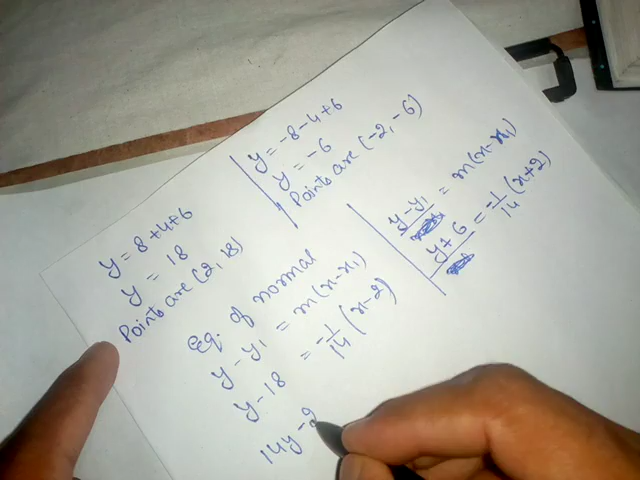 y = 8+4+6
y = 18
Points are (2, 18)
y = -8-4+6
y = -6
Points are (-2, -6)
Eq. of normal
y - y1 = m(x-x1)
y - 18 = -1/14 (x-2)
14y - 2
y - y1 = m(x-x1)
y + 6 = -1/14 (x+2)